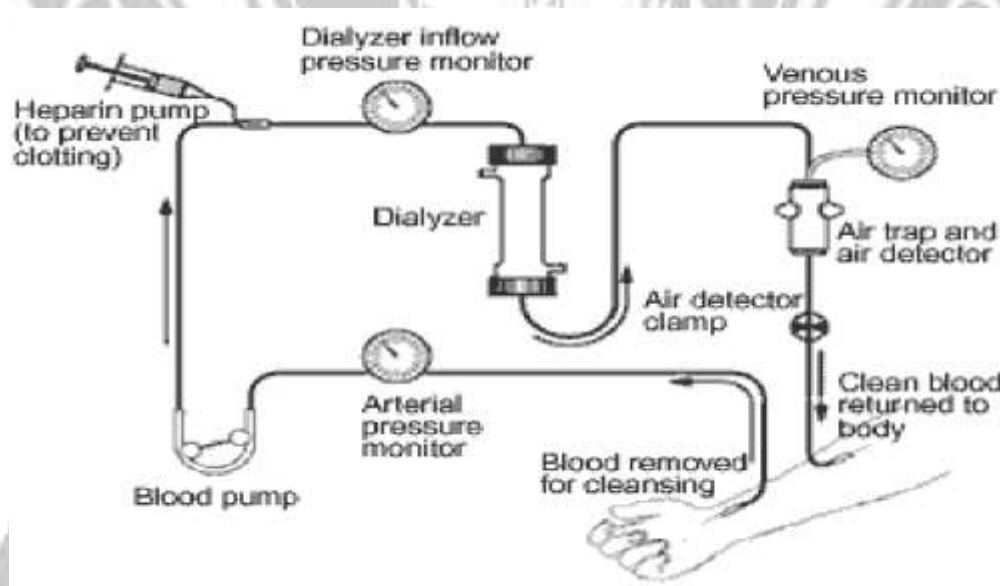 Dialyzer inflow
pressure monitor
Venous
pressure monitor
Heparin pump
(to prevent
clotting)
Dialyzer
Air trap and
air detector
Air detector
clamp
Arterial
pressure
monitor
Clean blood
returned to
body
Blood removed
for cleansing
Blood pump